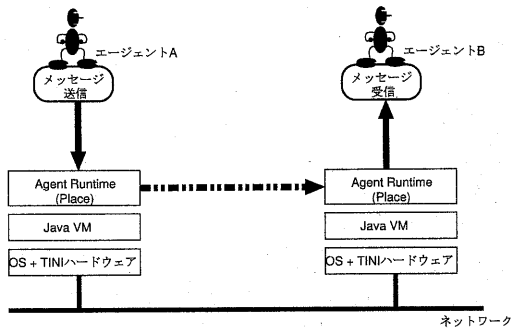 エージェントA
メッセージ
送信
Agent Runtime
(Place)
Java VM
OS + TINIハードウェア
エージェントB
メッセージ
受信
Agent Runtime
(Place)
Java VM
OS + TINIハードウェア
ネットワーク